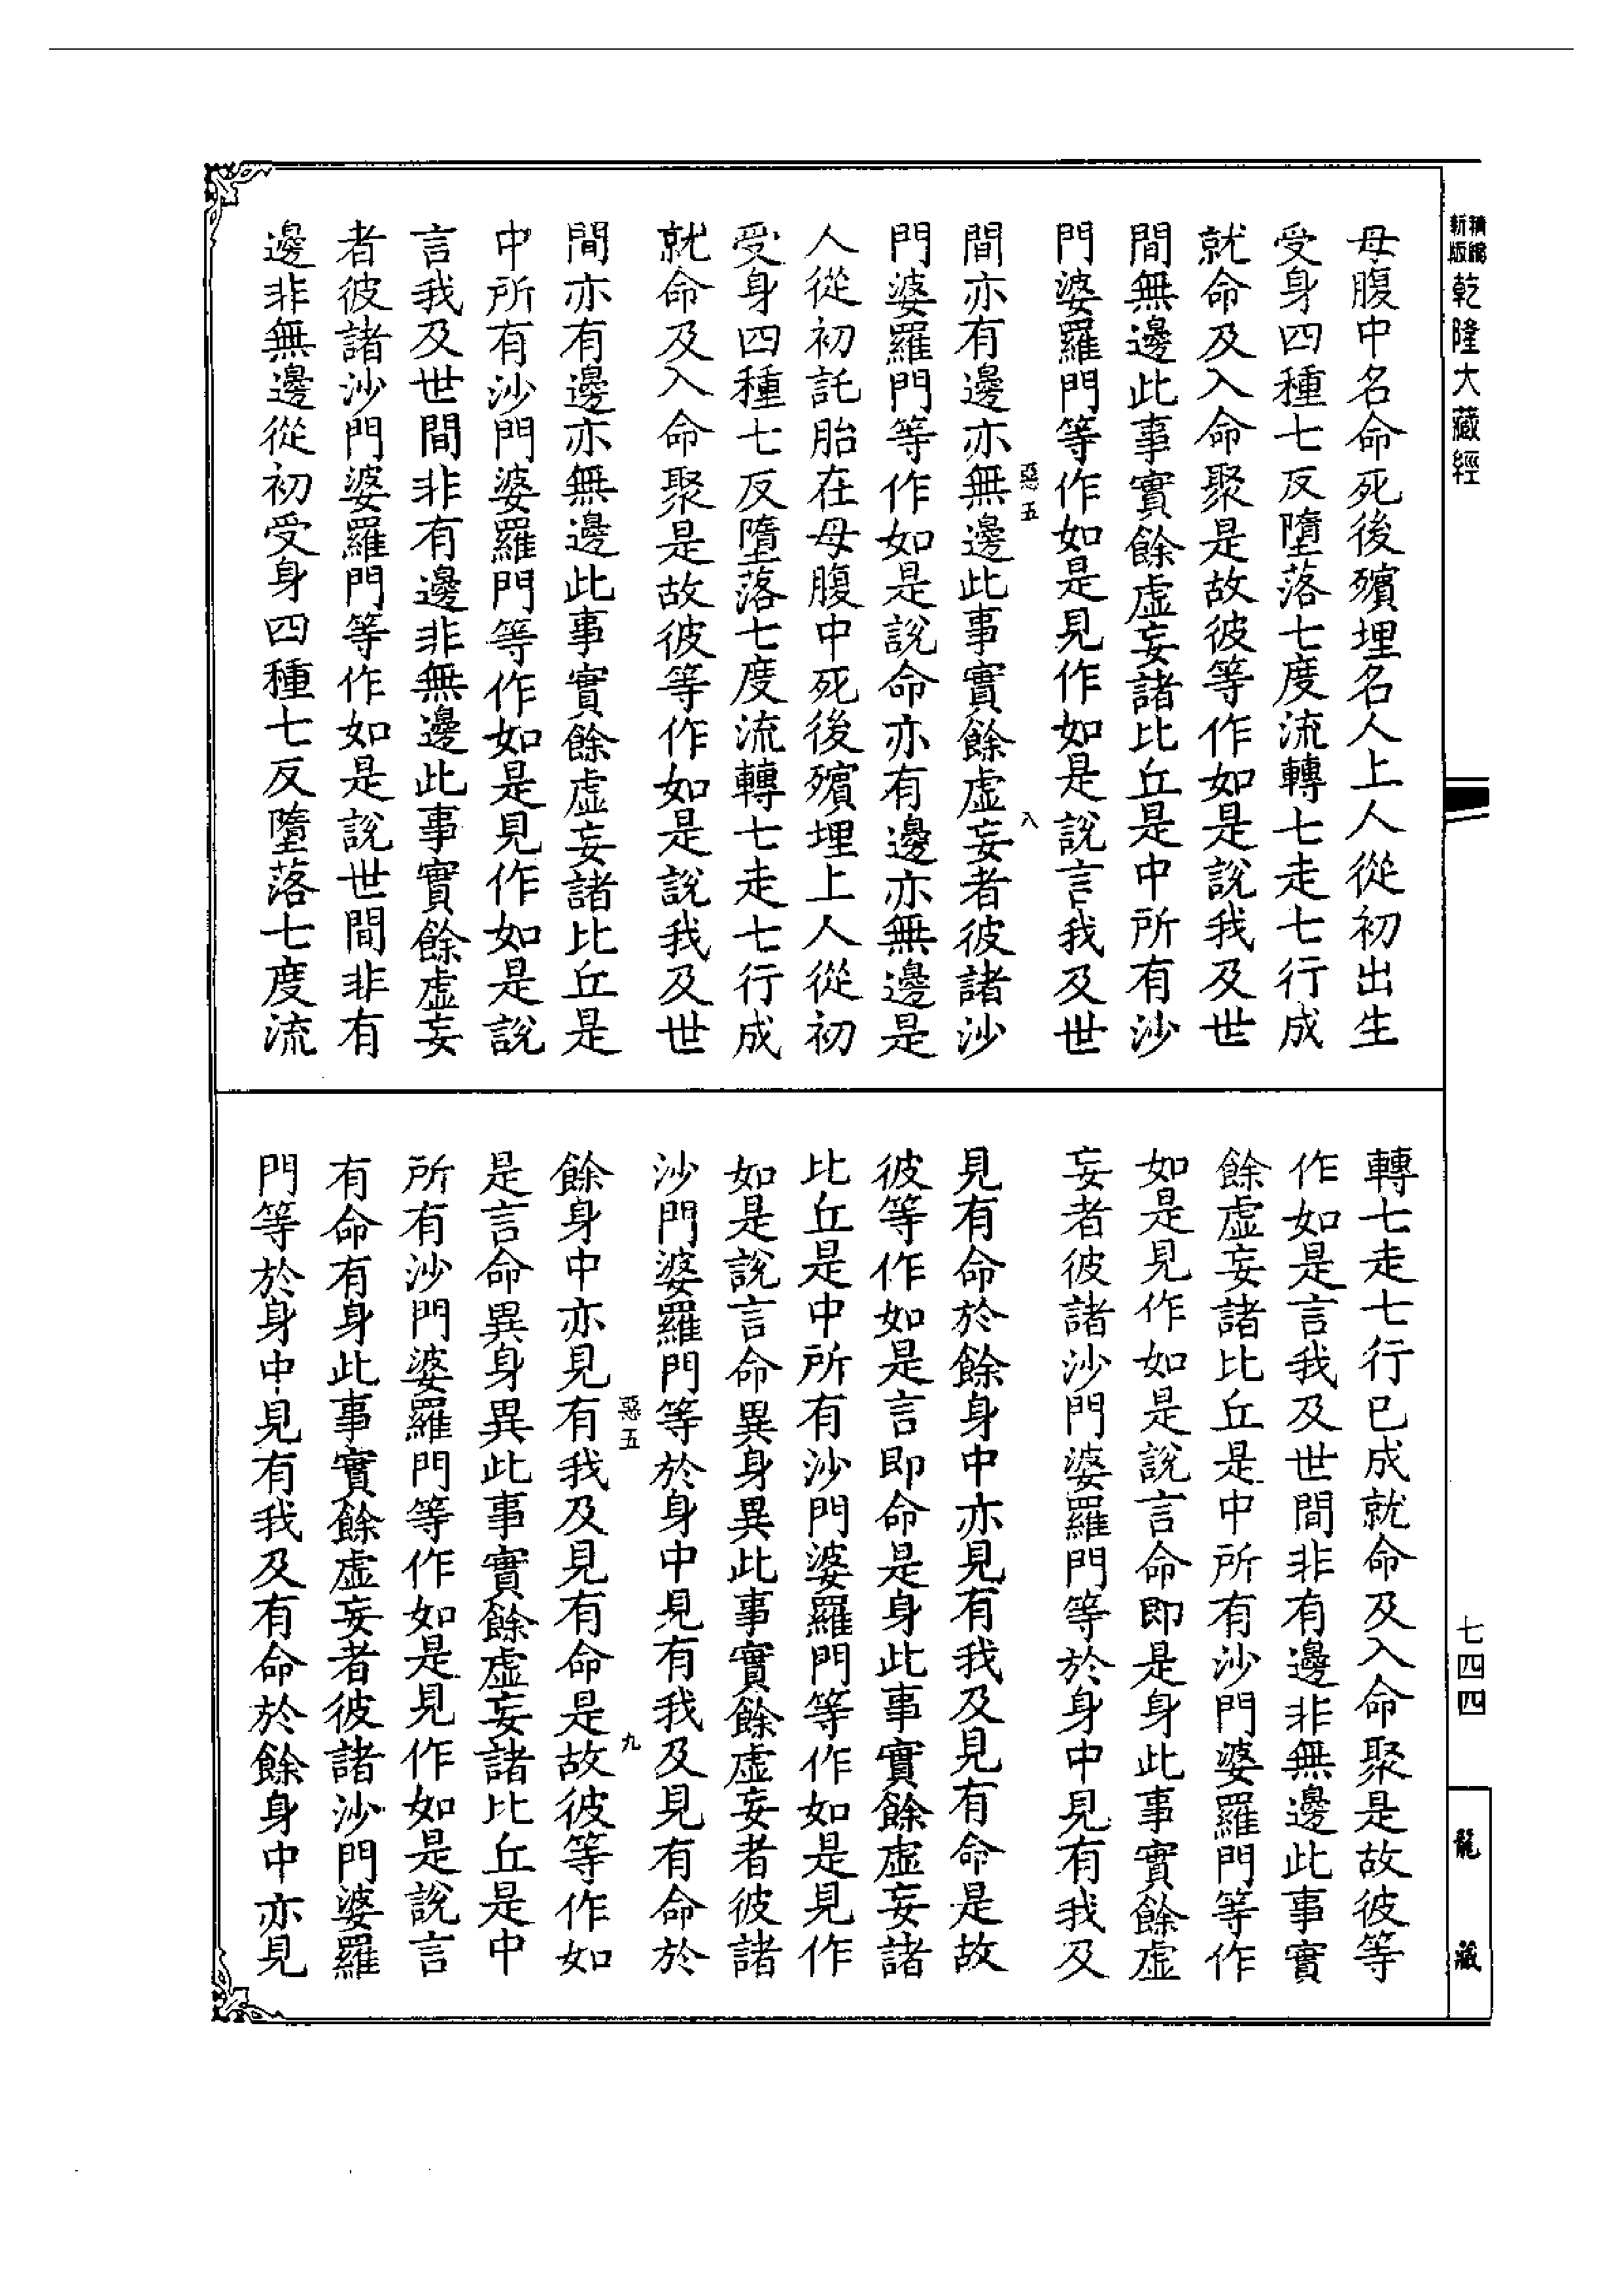 精編
新版
乾隆大藏經
母腹中名命死後殯埋名人上人從初出生
受身四種七反墮落七度流轉七走七行成
就命及入命聚是故彼等作如是說我及世
間無邊此事實餘虛妄諸比丘是中所有沙
門婆羅門等作如是見作如是說言我及世
惡五 八
間亦有邊亦無邊此事實餘虛妄者彼諸沙
門婆羅門等作如是說命亦有邊亦無邊是
人從初託胎在母腹中死後殯埋上人從初
受身四種七反墮落七度流轉七走七行成
就命及入命聚是故彼等作如是說我及世
間亦有邊亦無邊此事實餘虛妄諸比丘是
中所有沙門婆羅門等作如是見作如是說
言我及世間非有邊非無邊此事實餘虛妄
者彼諸沙門婆羅門等作如是說世間非有
邊非無邊從初受身四種七反墮落七度流
轉七走七行已成就命及入命聚是故彼等
作如是言我及世間非有邊非無邊此事實
餘虛妄諸比丘是中所有沙門婆羅門等作
如是見作如是說言命即是身此事實餘虛
妄者彼諸沙門婆羅門等於身中見有我及
見有命於餘身中亦見有我及見有命是故
彼等作如是言即命是身此事實餘虛妄諸
比丘是中所有沙門婆羅門等作如是見作
如是說言命異身異此事實餘虛妄者彼諸
沙門婆羅門等於身中見有我及見有命於
惡五 九
餘身中亦見有我及見有命是故彼等作如
是言命異身異此事實餘虛妄諸比丘是中
所有沙門婆羅門等作如是見作如是說言
有命有身此事實餘虛妄者彼諸沙門婆羅
門等於身中見有我及有命於餘身中亦見
七四四
龍藏